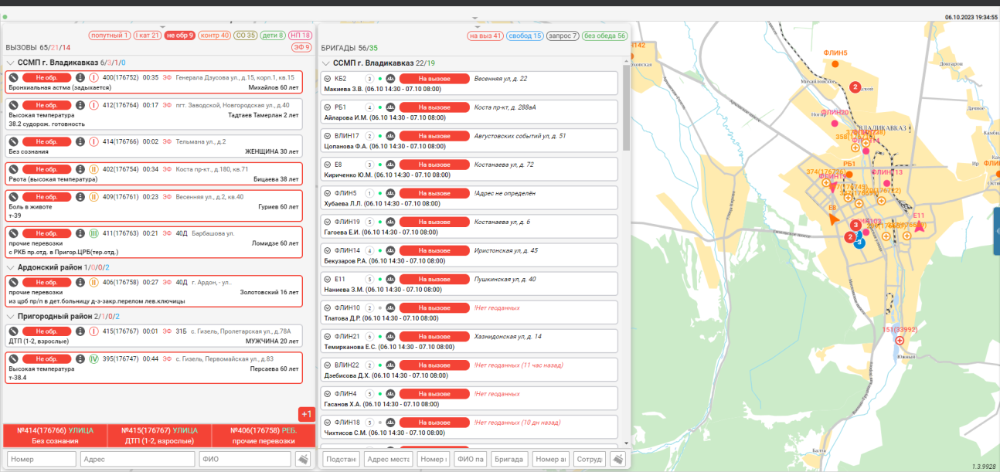 06.10.2023 19:34:55
попутный 1 I кат 21 не обр 9 контр 40 СО 35 дети 8 НП 18
ВЫЗОВЫ 65/21/14 ЭФ 9
ССМП г. Владикавказ 6/3/1/0
Не обр. I 400(176752) 00:35 ЭФ Генерала Дзусова ул., д.15, корп.1, кв.15
Бронхиальная астма (задыхается) Михайлов 60 лет
Не обр. I 412(176764) 00:17 ЭФ пгт. Заводской, Новгородская ул., д.40
Высокая температура Тадтаев Тамерлан 2 лет
38.2 судорож. готовность
Не обр. I 414(176766) 00:02 ЭФ Тельмана ул., д.2
Без сознания ЖЕНЩИНА 30 лет
Не обр. II 402(176754) 00:34 ЭФ Коста пр-кт., д.180, кв.71
Рвота (высокая температура) Бицаева 38 лет
Не обр. II 409(176761) 00:23 ЭФ Весенняя ул., д.2, кв.40
Боль в животе Гуриев 60 лет
т-39
Не обр. III 411(176763) 00:21 40Д Барбашова ул.
прочие перевозки Ломидзе 60 лет
с РКБ пр.отд. в Пригор.ЦРБ(тер.отд.)
Ардонский район 1/0/0/2
Не обр. II 406(176758) 00:27 40Д г. Ардон,- ул..
прочие перевозки Золотовский 16 лет
из црб пр/п в дет.больницу д-з-закр.перелом лев.ключицы
Пригородный район 2/1/0/2
Не обр. I 415(176767) 00:01 ЭФ 31Б с. Гизель, Пролетарская ул., д.78А
ДТП (1-2, взрослые) МУЖЧИНА 20 лет
Не обр. IV 395(176747) 00:44 ЭФ с. Гизель, Первомайская ул., д.83
Высокая температура Персаева 60 лет
т-38.4
+1
№414(176766) УЛИЦА №415(176767) УЛИЦА №406(176758) РЕБ.
Без сознания ДТП (1-2, взрослые) прочие перевозки
Номер Адрес ФИО
на выз 41 свобод 15 запрос 7 без обеда 56
БРИГАДЫ 56/35
ССМП г. Владикавказ 22/19
КБ2 3 На вызове Весенняя ул, д. 22
Макиева З.В. (06.10 14:30 - 07.10 08:00)
РБ1 4 На вызове Коста пр-кт, д. 288аА
Айларова И.М. (06.10 14:30 - 07.10 08:00)
ВЛИН17 2 На вызове Августовских событий ул, д. 51
Цопанова Ф.А. (06.10 14:30 - 07.10 08:00)
Е8 3 На вызове Костанаева ул, д. 72
Кириченко Ю.М. (06.10 14:30 - 07.10 08:00)
ФЛИН5 1 На вызове !Адрес не определён
Хубаева Л.Л. (06.10 14:30 - 07.10 08:00)
ФЛИН19 5 На вызове Костанаева ул, д. 6
Гагоева Е.И. (06.10 14:30 - 07.10 08:00)
ФЛИН14 4 На вызове Иристонская ул, д. 45
Бекузаров Р.А. (06.10 14:30 - 07.10 08:00)
Е11 5 На вызове Пушкинская ул, д. 40
Наниева З.М. (06.10 14:30 - 07.10 08:00)
ФЛИН10 2 На вызове !Нет геоданных
Тлатова Д.Р. (06.10 14:30 - 07.10 08:00)
ФЛИН21 6 На вызове Хазнидонская ул, д. 14
Темирканова Е.С. (06.10 14:30 - 07.10 08:00)
ВЛИН22 2 На вызове !Нет геоданных (11 час назад)
Дзебисова Д.Х. (06.10 14:30 - 07.10 08:00)
ФЛИН4 5 На вызове !Нет геоданных
Гасанов Х.А. (06.10 14:30 - 07.10 08:00)
ФЛИН18 5 На вызове !Нет геоданных (10 дн назад)
Чихтисов С.М. (06.10 14:30 - 07.10 08:00)
Подстан Адрес места Номер ФИО па Бригада Номер а Сотруд
Н142
ФЛИН5
Донгарон
Михайловское
2
ФЛИН20
Дачное
ВЛАДИКАВКАЗ
РБ1
ФЛИН13
Ир
Е8
Е11
3
2
3
Гизельское шоссе
151(33992)
Южный
Балта
1.3.9928